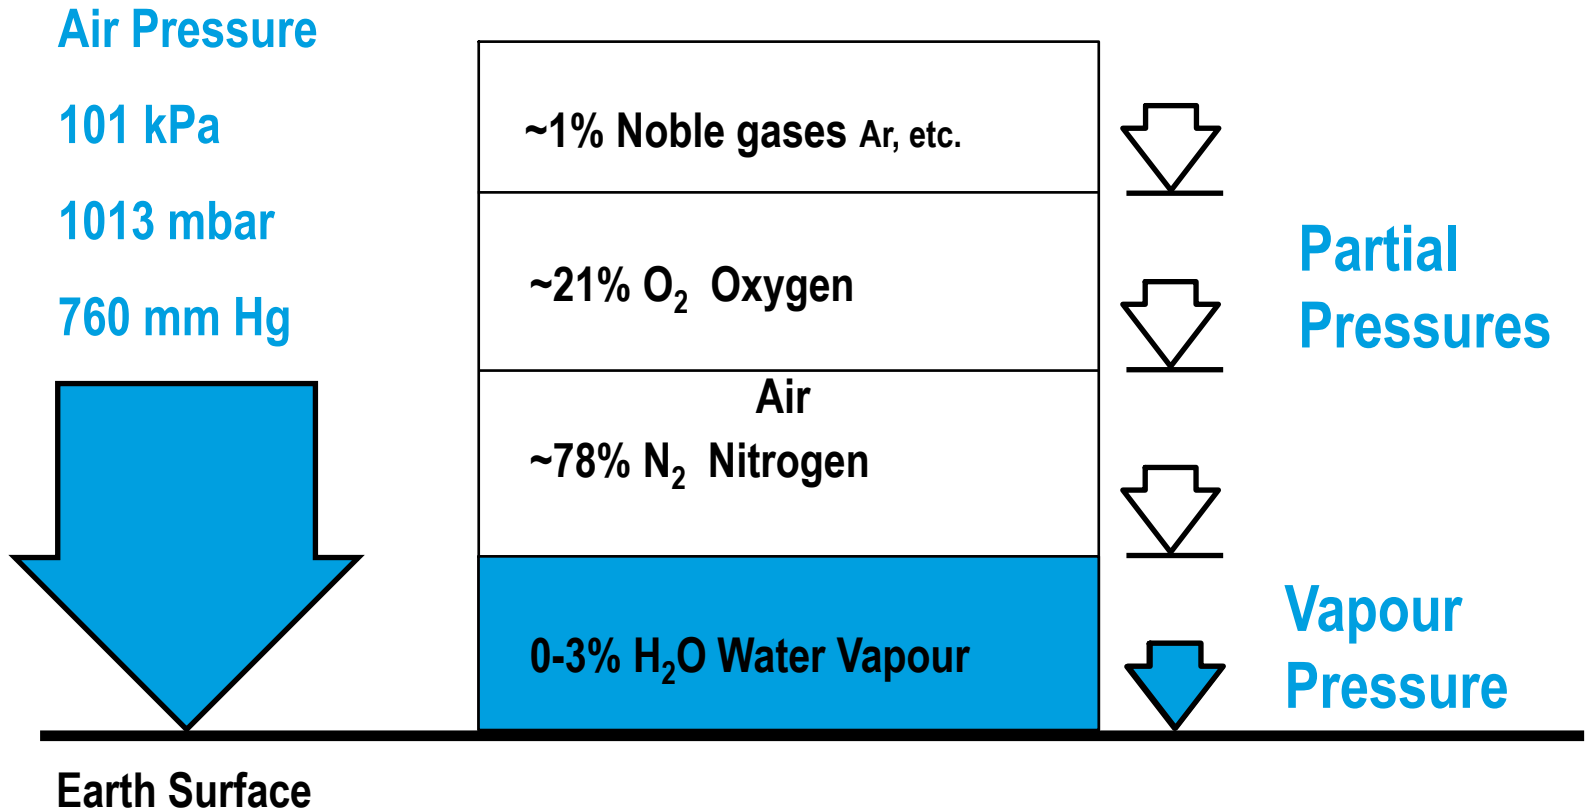 Air Pressure
101 kPa
1013 mbar
760 mm Hg
~1% Noble gases Ar, etc.
~21% O₂ Oxygen
Air
~78% N₂ Nitrogen
0-3% H₂O Water Vapour
Partial
Pressures
Vapour
Pressure
Earth Surface